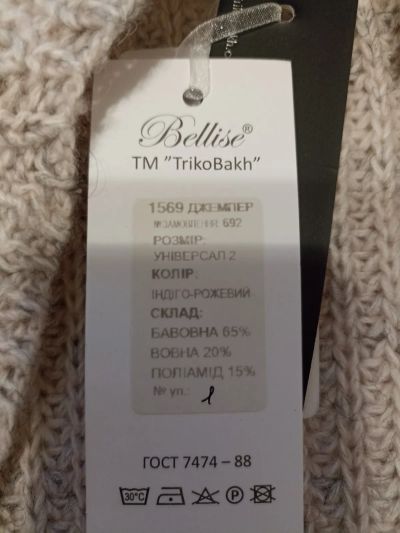 Bellise®
TM "TrikoBakh"
1569 ДЖЕМПЕР
№ЗАМОВЛЕННЯ: 692
РОЗМІР:
УНІВЕРСАЛ 2
КОЛІР:
ІНДІГО-РОЖЕВИЙ
СКЛАД:
БАВОВНА 65%
ВОВНА 20%
ПОЛІАМІД 15%
№ уп.: 1
ГОСТ 7474 – 88
30°C
P